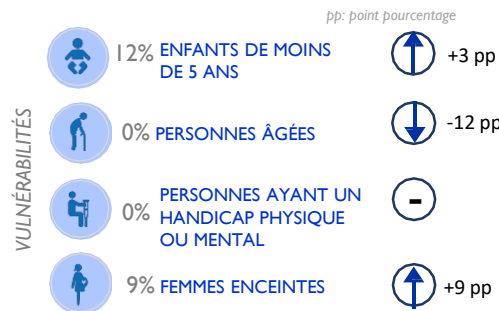 pp: point pourcentage
VULNÉRABILITÉS
12% ENFANTS DE MOINS
DE 5 ANS
+3 pp
0% PERSONNES ÂGÉES
-12 pp
PERSONNES AYANT UN
0% HANDICAP PHYSIQUE
OU MENTAL
-
9% FEMMES ENCEINTES
+9 pp